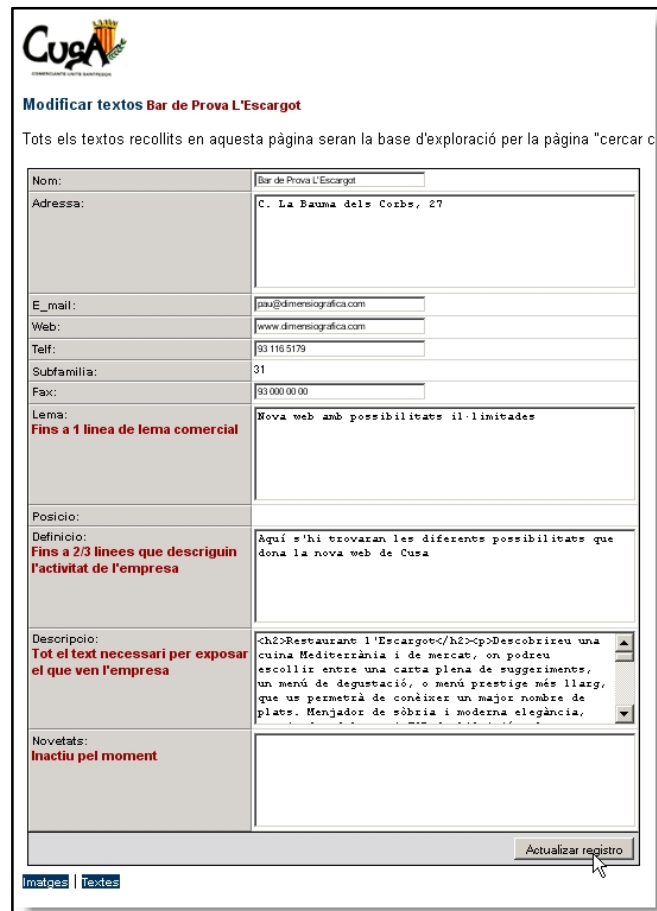 CUSA
COMERCIANTS UNITS SANTPEDOR
Modificar textos Bar de Prova L'Escargot
Tots els textos recollits en aquesta pàgina seran la base d'exploració per la pàgina "cercar c
Nom: Bar de Prova L'Escargot
Adressa: C. La Bauma dels Corbs, 27
E_mail: pau@dimensiografica.com
Web: www.dimensiografica.com
Telf: 93 116 5179
Subfamilia: 31
Fax: 93 000 00 00
Lema: Nova web amb possibilitats il·limitades
Fins a 1 linea de lema comercial
Posicio:
Definicio: Aquí s'hi trovaran les diferents possibilitats que
Fins a 2/3 linees que descriguin dona la nova web de Cusa
l'activitat de l'empresa
Descripcio: <h2>Restaurant l'Escargot</h2><p>Descobrireu una
Tot el text necessari per exposar cuina Mediterrània i de mercat, on podreu
el que ven l'empresa escollir entre una carta plena de suggeriments,
un menú de degustació, o menú prestige més llarg,
que us permetrà de conèixer un major nombre de
plats. Menjador de sòbria i moderna elegància,
Novetats:
Inactiu pel moment
Actualizar registro
Imatges | Textes